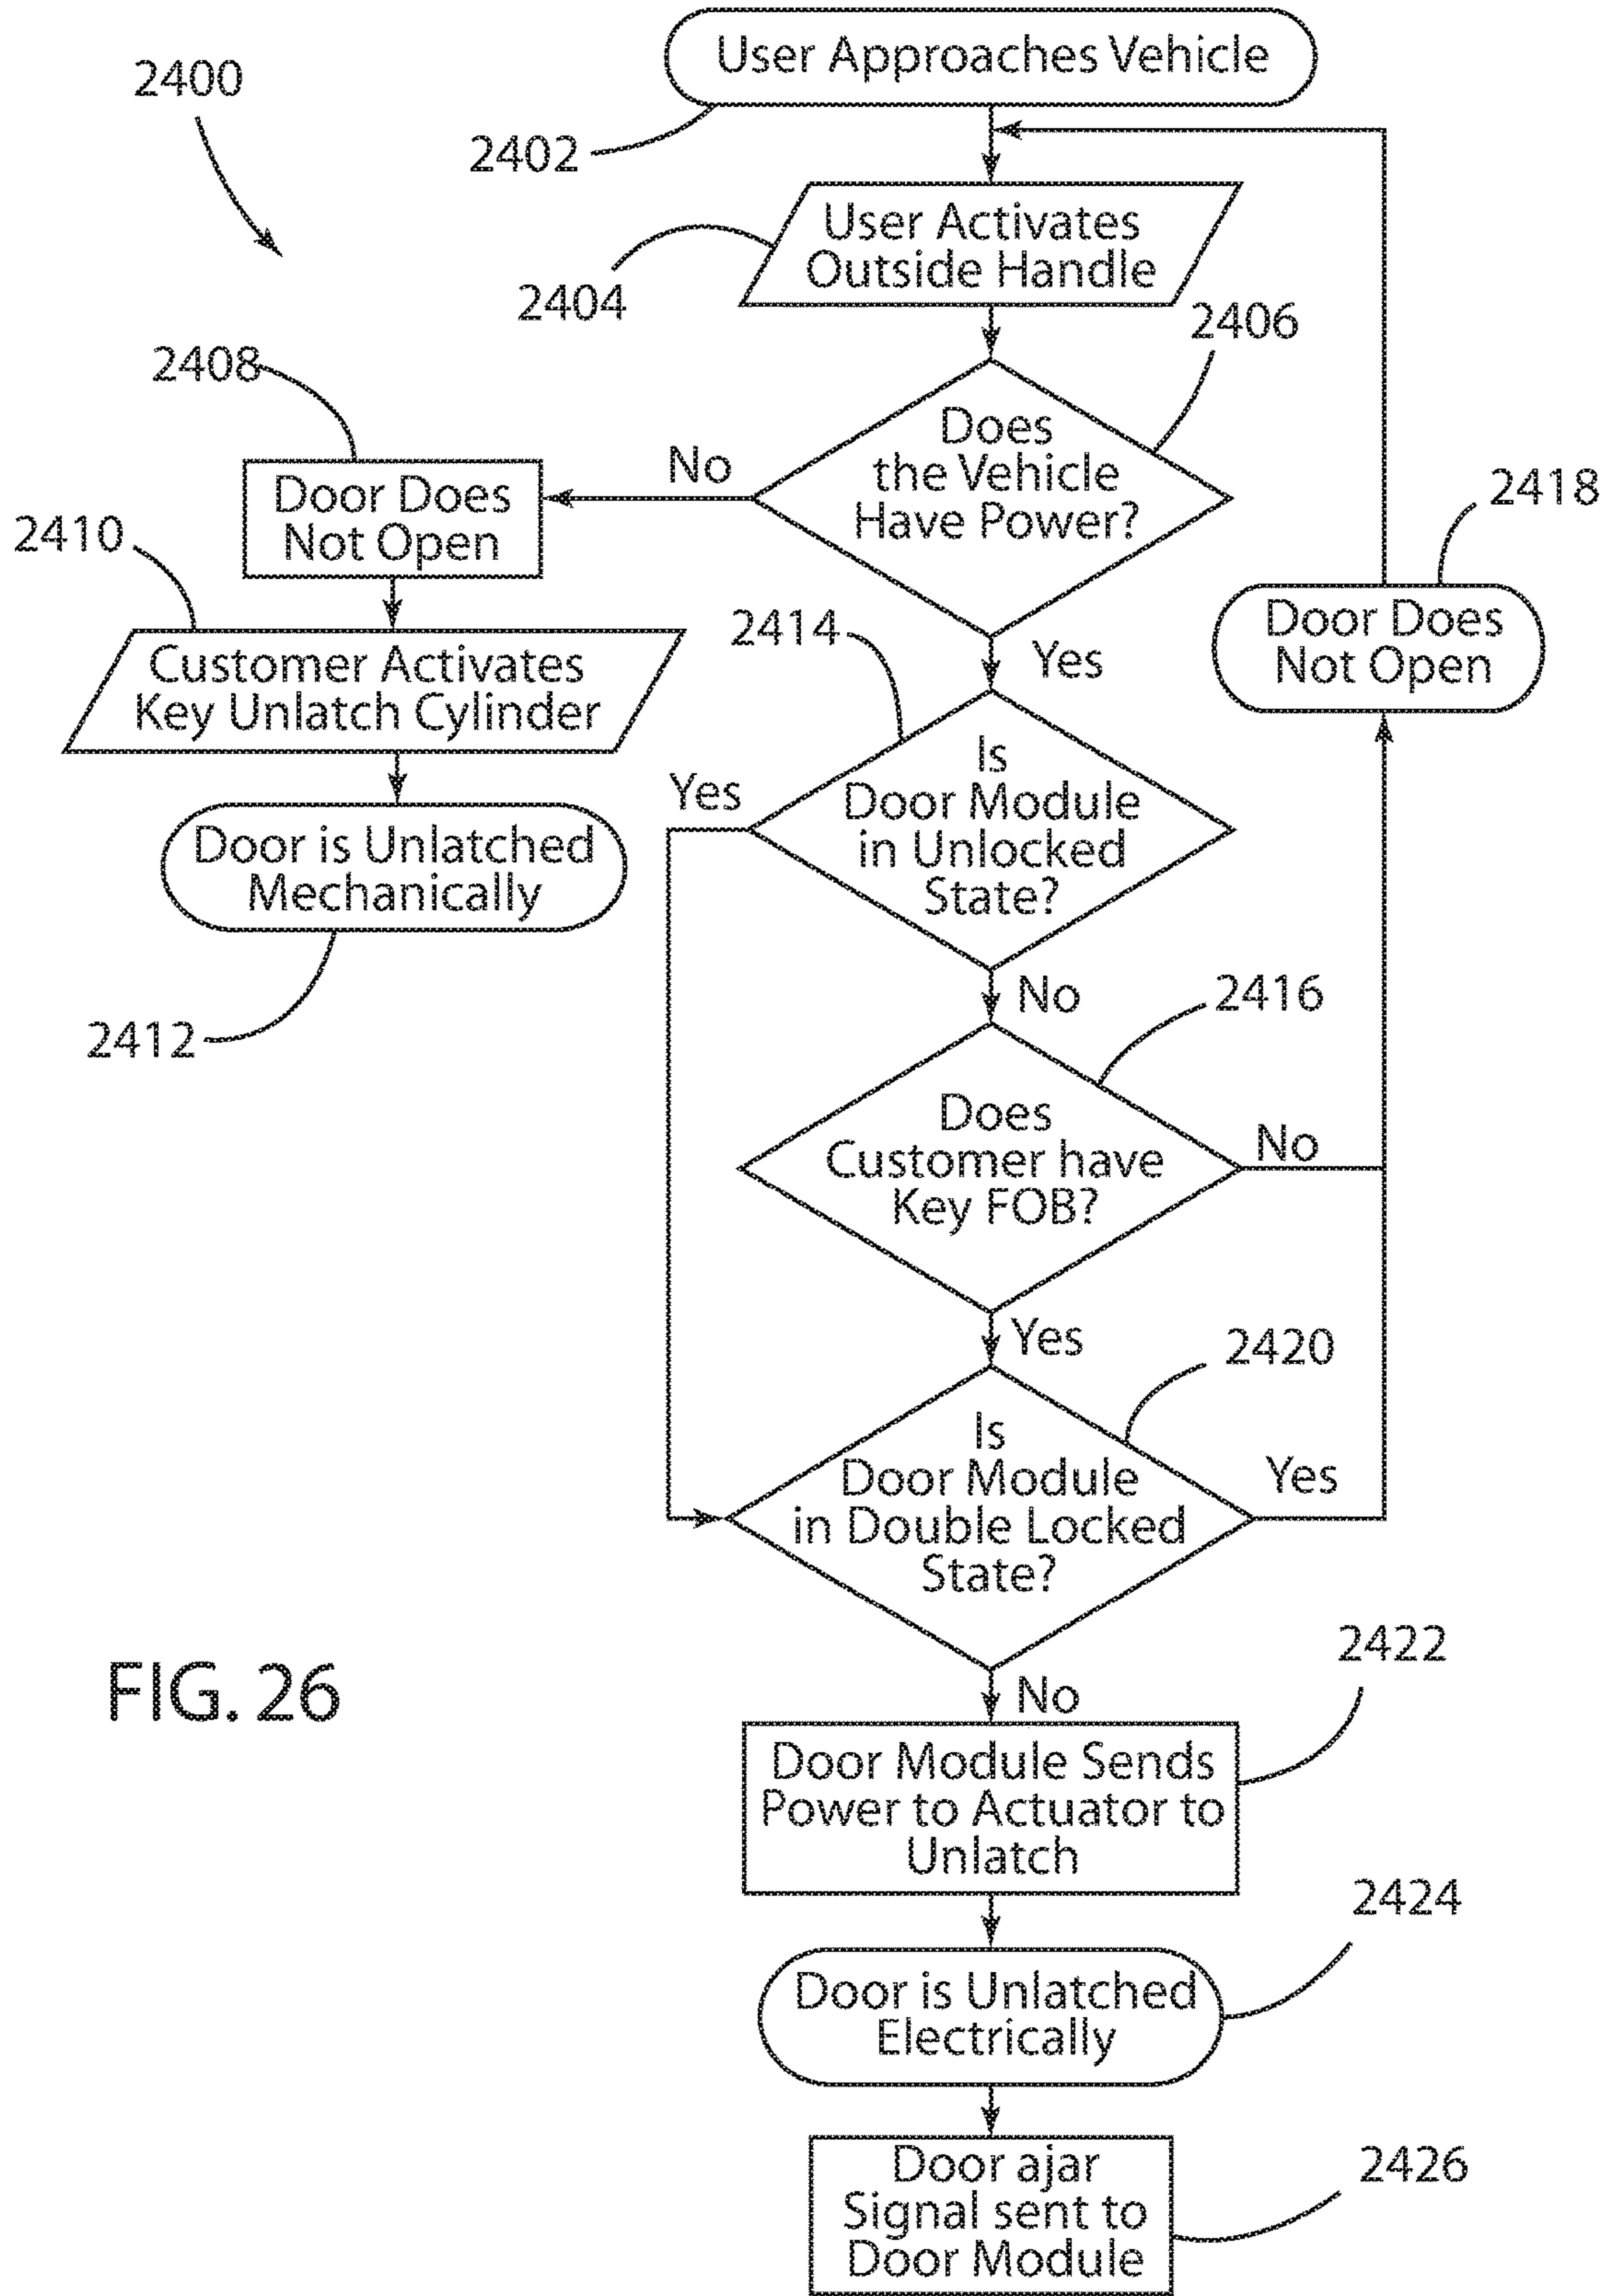 User Approaches Vehicle
2400
2402
User Activates
Outside Handle
2404
2406
2408
Does
the Vehicle
Have Power?
No
Door Does
Not Open
2410
2418
Yes
2414
Door Does
Not Open
Customer Activates
Key Unlatch Cylinder
Is
Door Module
in Unlocked
State?
Yes
Door is Unlatched
Mechanically
2412
No
2416
Does
Customer have
Key FOB?
No
Yes
2420
Is
Door Module
in Double Locked
State?
Yes
2422
FIG. 26
No
Door Module Sends
Power to Actuator to
Unlatch
2424
Door is Unlatched
Electrically
Door ajar
Signal sent to
Door Module
2426